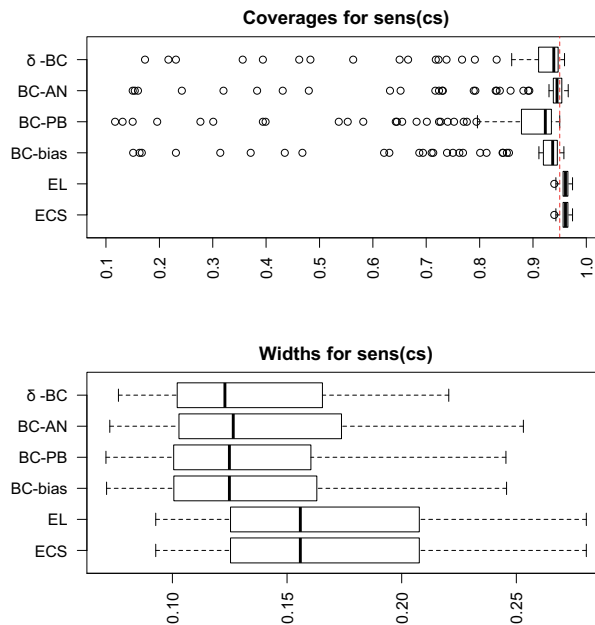 Coverages for sens(cs)
δ -BC
BC-AN
BC-PB
BC-bias
EL
ECS
0.1 0.2 0.3 0.4 0.5 0.6 0.7 0.8 0.9 1.0
Widths for sens(cs)
δ -BC
BC-AN
BC-PB
BC-bias
EL
ECS
0.10 0.15 0.20 0.25